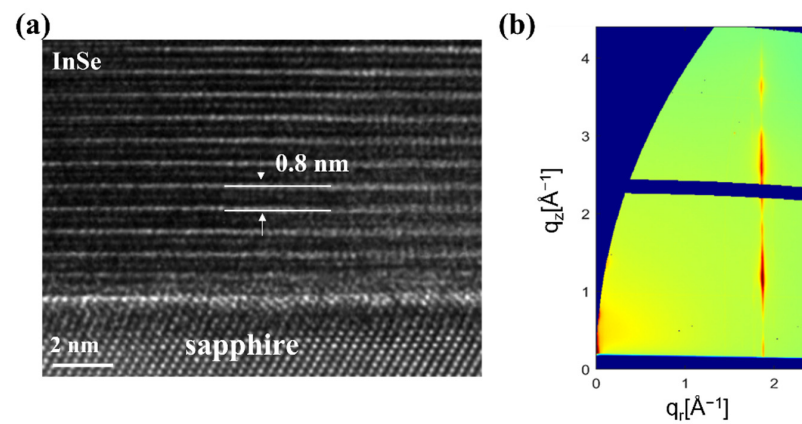 (a)
InSe
0.8 nm
2 nm
sapphire
(b)
4
3
2
1
0
qz[Å⁻¹]
0
1
2
qr[Å⁻¹]